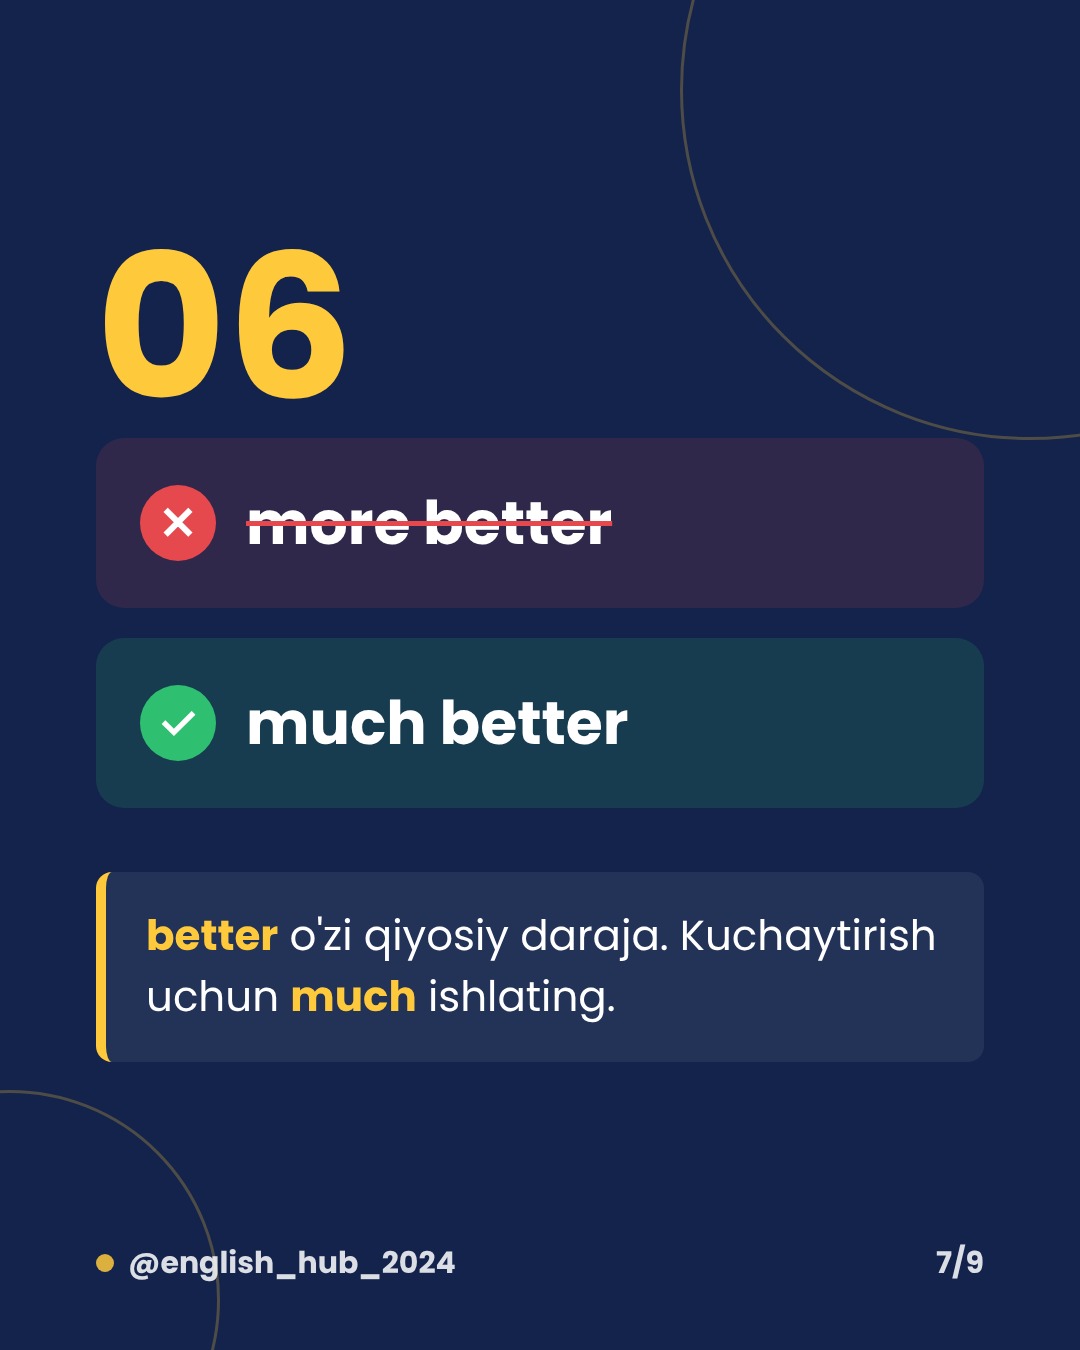 06
more better
much better
better o'zi qiyosiy daraja. Kuchaytirish
uchun much ishlating.
@english_hub_2024
7/9